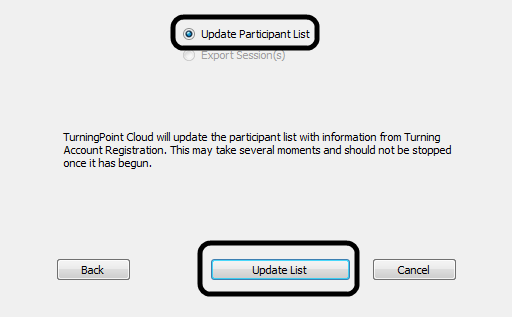 Update Participant List
Export Session(s)
TurningPoint Cloud will update the participant list with information from Turning
Account Registration. This may take several moments and should not be stopped
once it has begun.
Back
Update List
Cancel